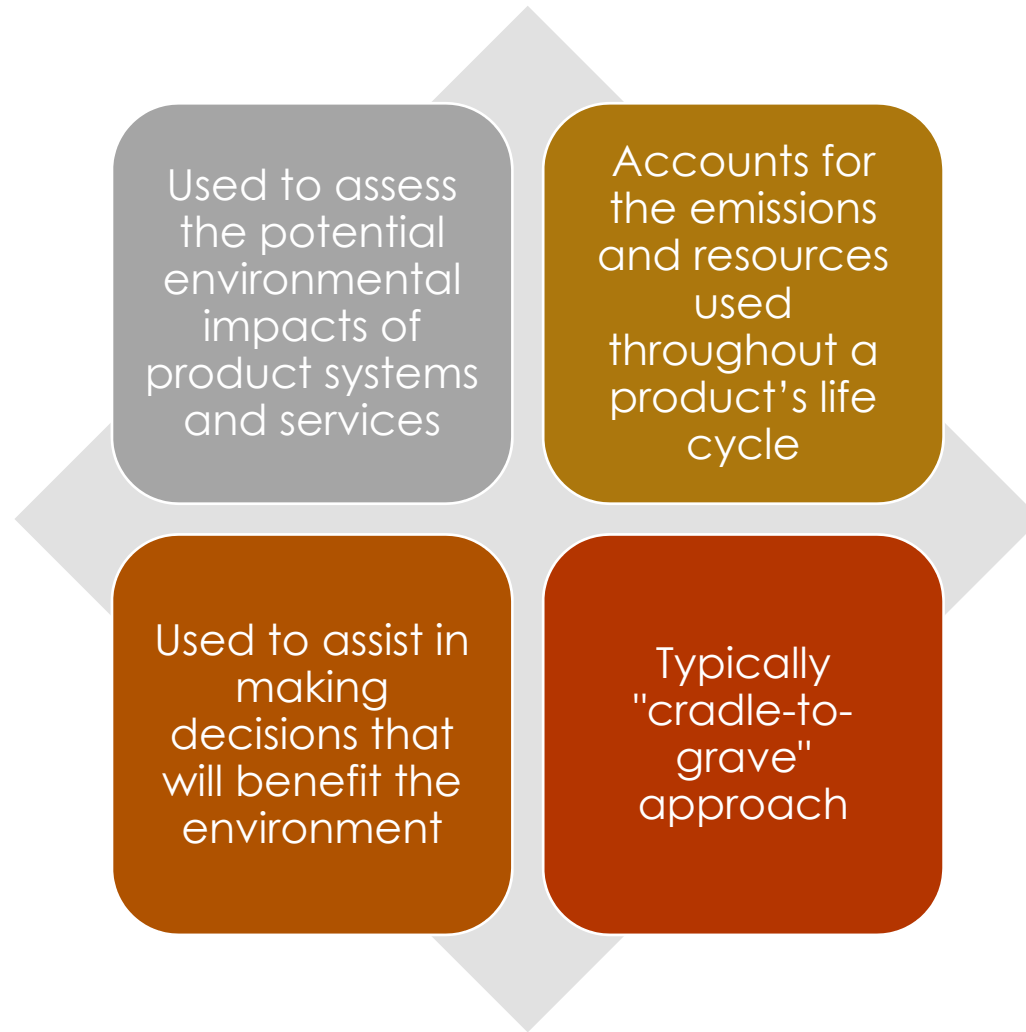 Used to assess
the potential
environmental
impacts of
product systems
and services
Accounts for
the emissions
and resources
used
throughout a
product’s life
cycle
Used to assist in
making
decisions that
will benefit the
environment
Typically
"cradle-to-
grave"
approach